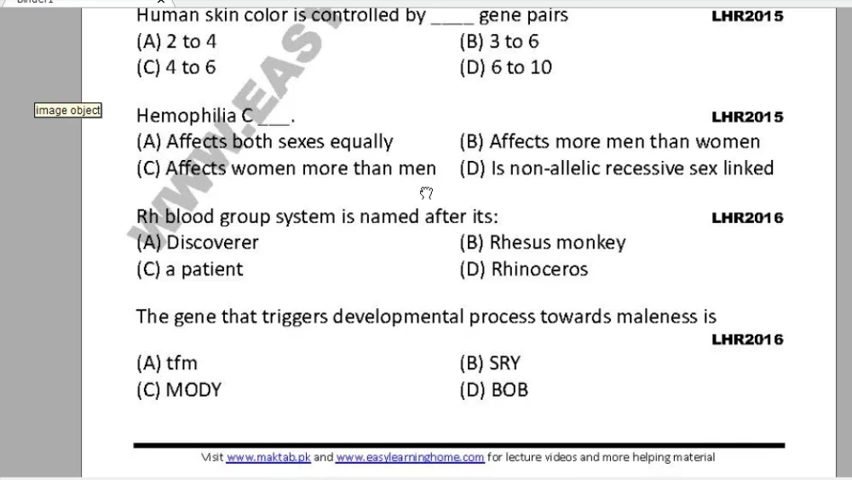 Human skin color is controlled by ____ gene pairs LHR2015
(A) 2 to 4 (B) 3 to 6
(C) 4 to 6 (D) 6 to 10
image object
Hemophilia C ___. LHR2015
(A) Affects both sexes equally (B) Affects more men than women
(C) Affects women more than men (D) Is non-allelic recessive sex linked
Rh blood group system is named after its: LHR2016
(A) Discoverer (B) Rhesus monkey
(C) a patient (D) Rhinoceros
The gene that triggers developmental process towards maleness is
LHR2016
(A) tfm (B) SRY
(C) MODY (D) BOB
Visit www.maktab.pk and www.easylearninghome.com for lecture videos and more helping material
WWW.EAS